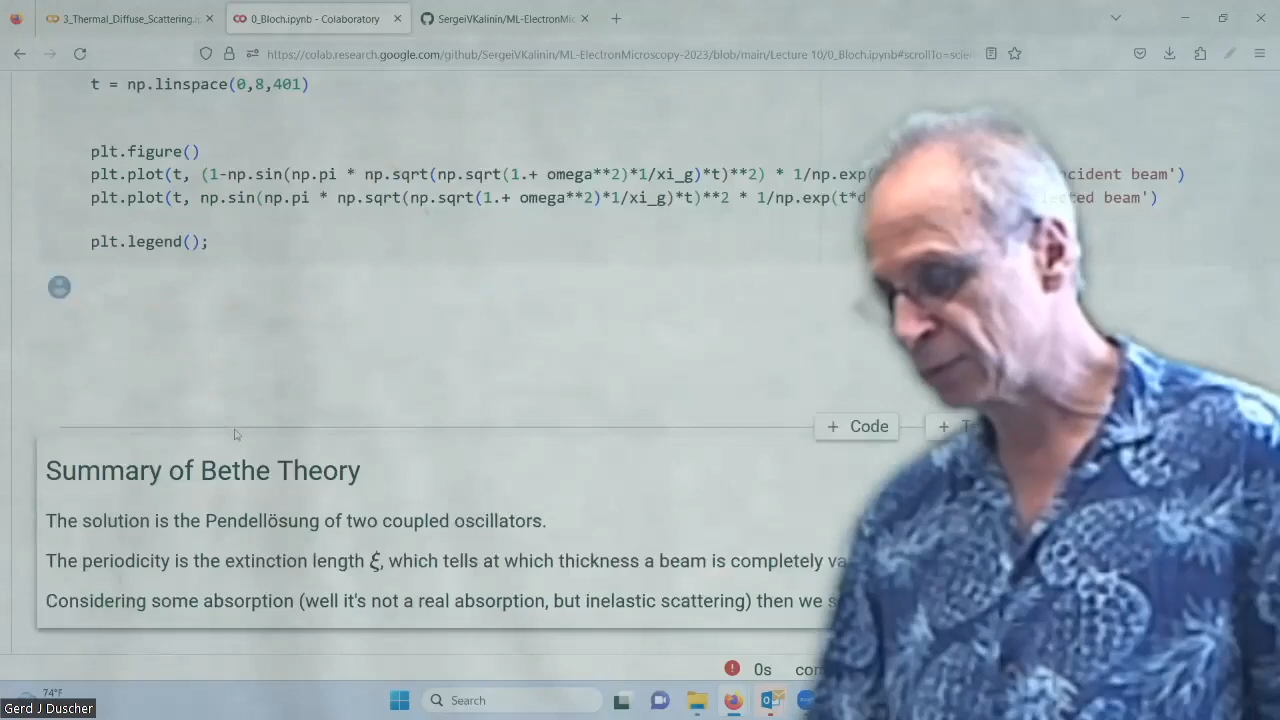 3_Thermal_Diffuse_Scattering.i
0_Bloch.ipynb - Colaboratory
SergeiVKalinin/ML-ElectronMic
https://colab.research.google.com/github/SergeiVKalinin/ML-ElectronMicroscopy-2023/blob/main/Lecture 10/0_Bloch.ipynb#scrollTo=scie
t = np.linspace(0,8,401)
plt.figure()
plt.plot(t, (1-np.sin(np.pi * np.sqrt(np.sqrt(1.+ omega**2)*1/xi_g)*t)**2) * 1/np.exp( ncident beam')
plt.plot(t, np.sin(np.pi * np.sqrt(np.sqrt(1.+ omega**2)*1/xi_g)*t)**2 * 1/np.exp(t*d ected beam')
plt.legend();
+ Code
+ T
Summary of Bethe Theory
The solution is the Pendellösung of two coupled oscillators.
The periodicity is the extinction length ξ, which tells at which thickness a beam is completely va
Considering some absorption (well it's not a real absorption, but inelastic scattering) then we s
0s com
74°F
Search
Gerd J Duscher